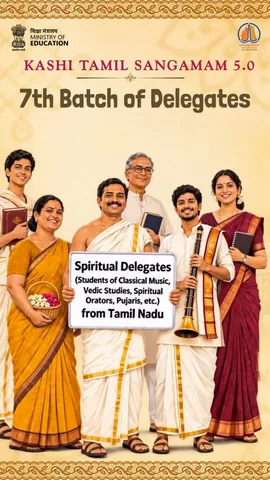 शिक्षा मंत्रालय
MINISTRY OF
EDUCATION
KASHI TAMIL SANGAMAM 5.0
7th Batch of Delegates
Spiritual Delegates
(Students of Classical Music,
Vedic Studies, Spiritual
Orators, Pujaris, etc.)
from Tamil Nadu